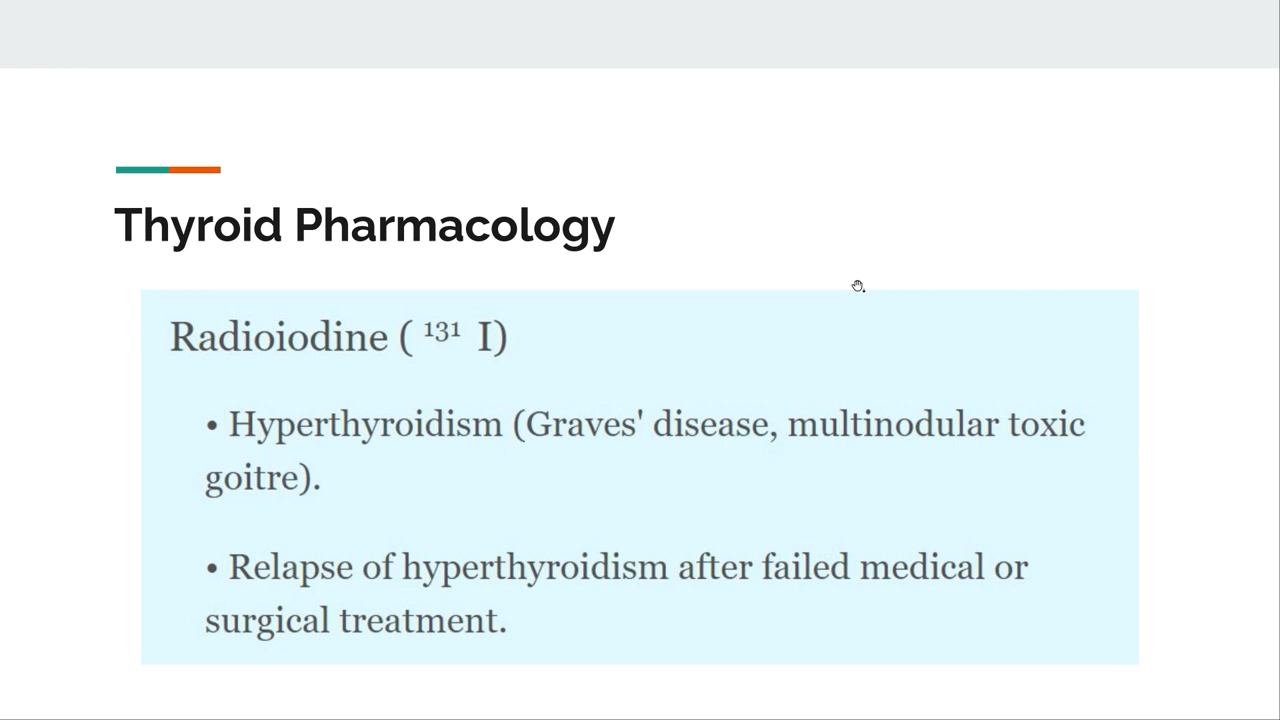 Thyroid Pharmacology
Radioiodine ( ¹³¹ I)
• Hyperthyroidism (Graves' disease, multinodular toxic
goitre).
• Relapse of hyperthyroidism after failed medical or
surgical treatment.